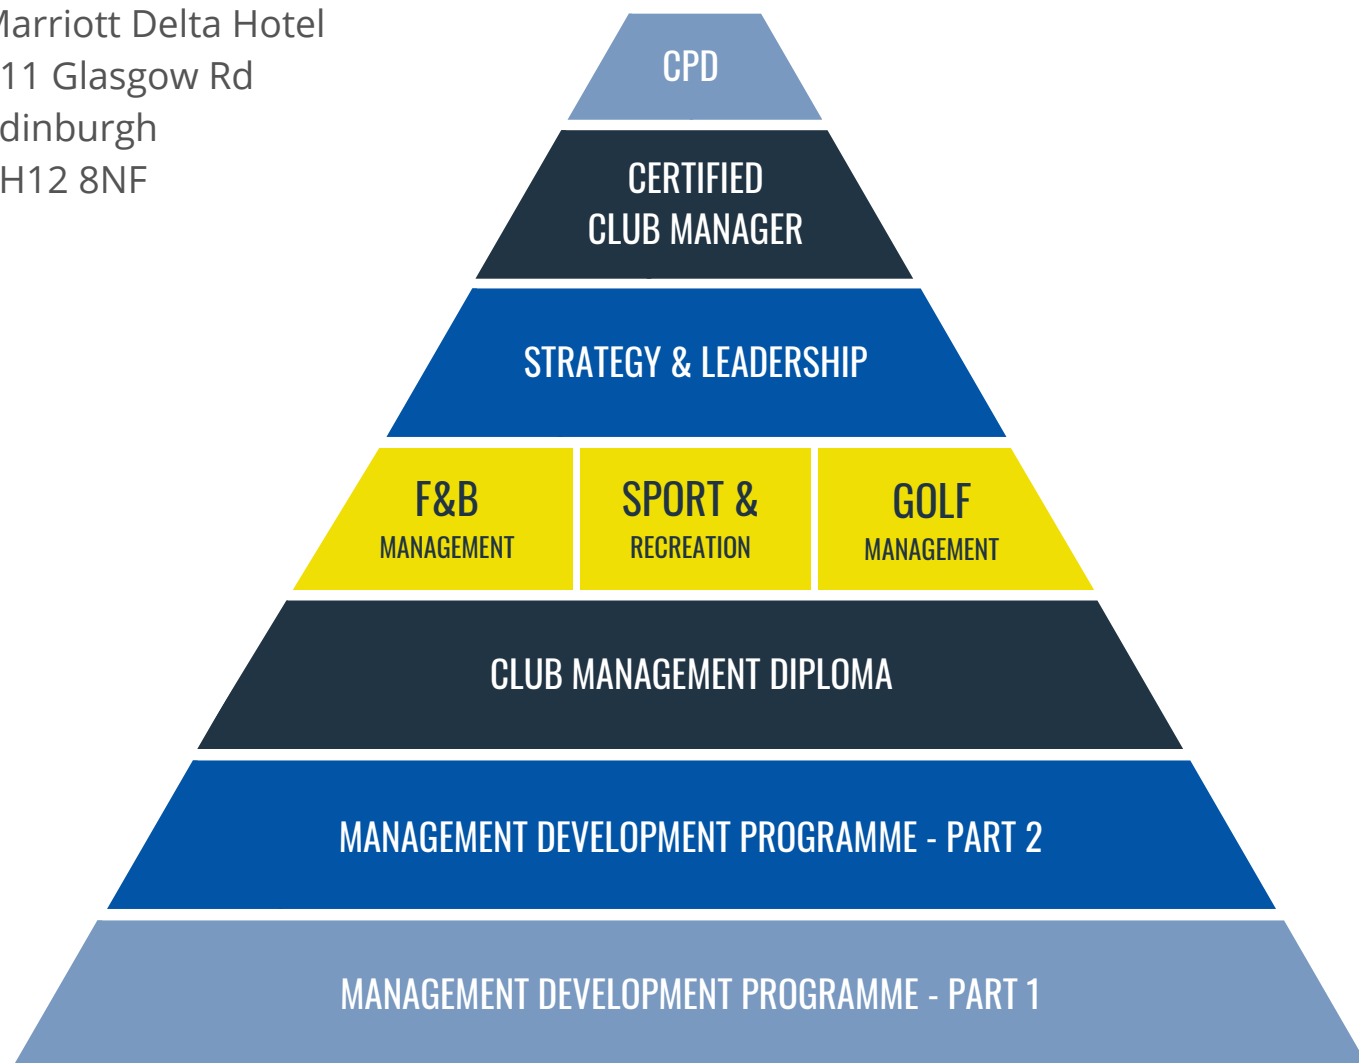 Marriott Delta Hotel
11 Glasgow Rd
dinburgh
H12 8NF
CPD
CERTIFIED
CLUB MANAGER
STRATEGY & LEADERSHIP
F&B
MANAGEMENT
SPORT &
RECREATION
GOLF
MANAGEMENT
CLUB MANAGEMENT DIPLOMA
MANAGEMENT DEVELOPMENT PROGRAMME - PART 2
MANAGEMENT DEVELOPMENT PROGRAMME - PART 1